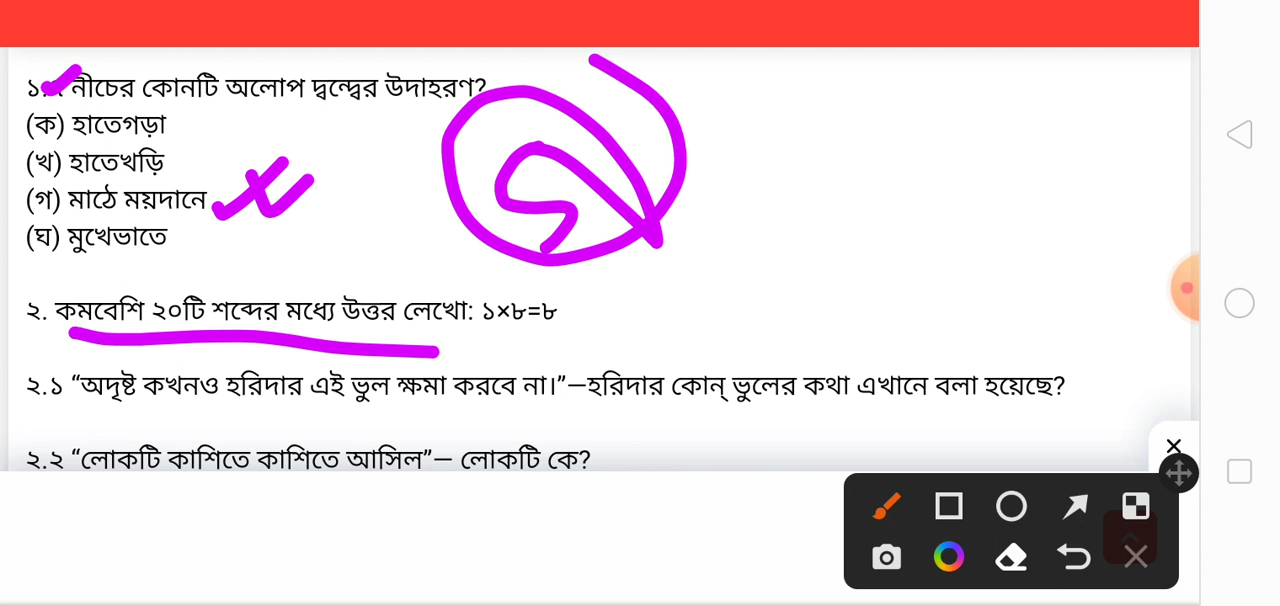 নীচের কোনটি অলোপ দ্বন্দ্বের উদাহরণ?
(ক) হাতেগড়া
(খ) হাতেখড়ি
(গ) মাঠে ময়দানে
(ঘ) মুখেভাতে
২. কমবেশি ২০টি শব্দের মধ্যে উত্তর লেখো: ১×৮=৮
২.১ “অদৃষ্ট কখনও হরিদার এই ভুল ক্ষমা করবে না।”—হরিদার কোন্ ভুলের কথা এখানে বলা হয়েছে?
২.২ “লোকটি কাশিতে কাশিতে আসিল”— লোকটি কে?